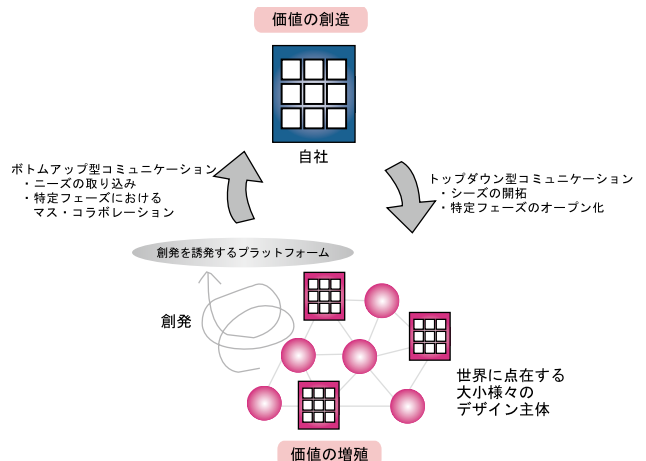 価値の創造
自社
ボトムアップ型コミュニケーション
・ニーズの取り込み
・特定フェーズにおける
マス・コラボレーション
トップダウン型コミュニケーション
・シーズの開拓
・特定フェーズのオープン化
創発を誘発するプラットフォーム
創発
世界に点在する
大小様々の
デザイン主体
価値の増殖